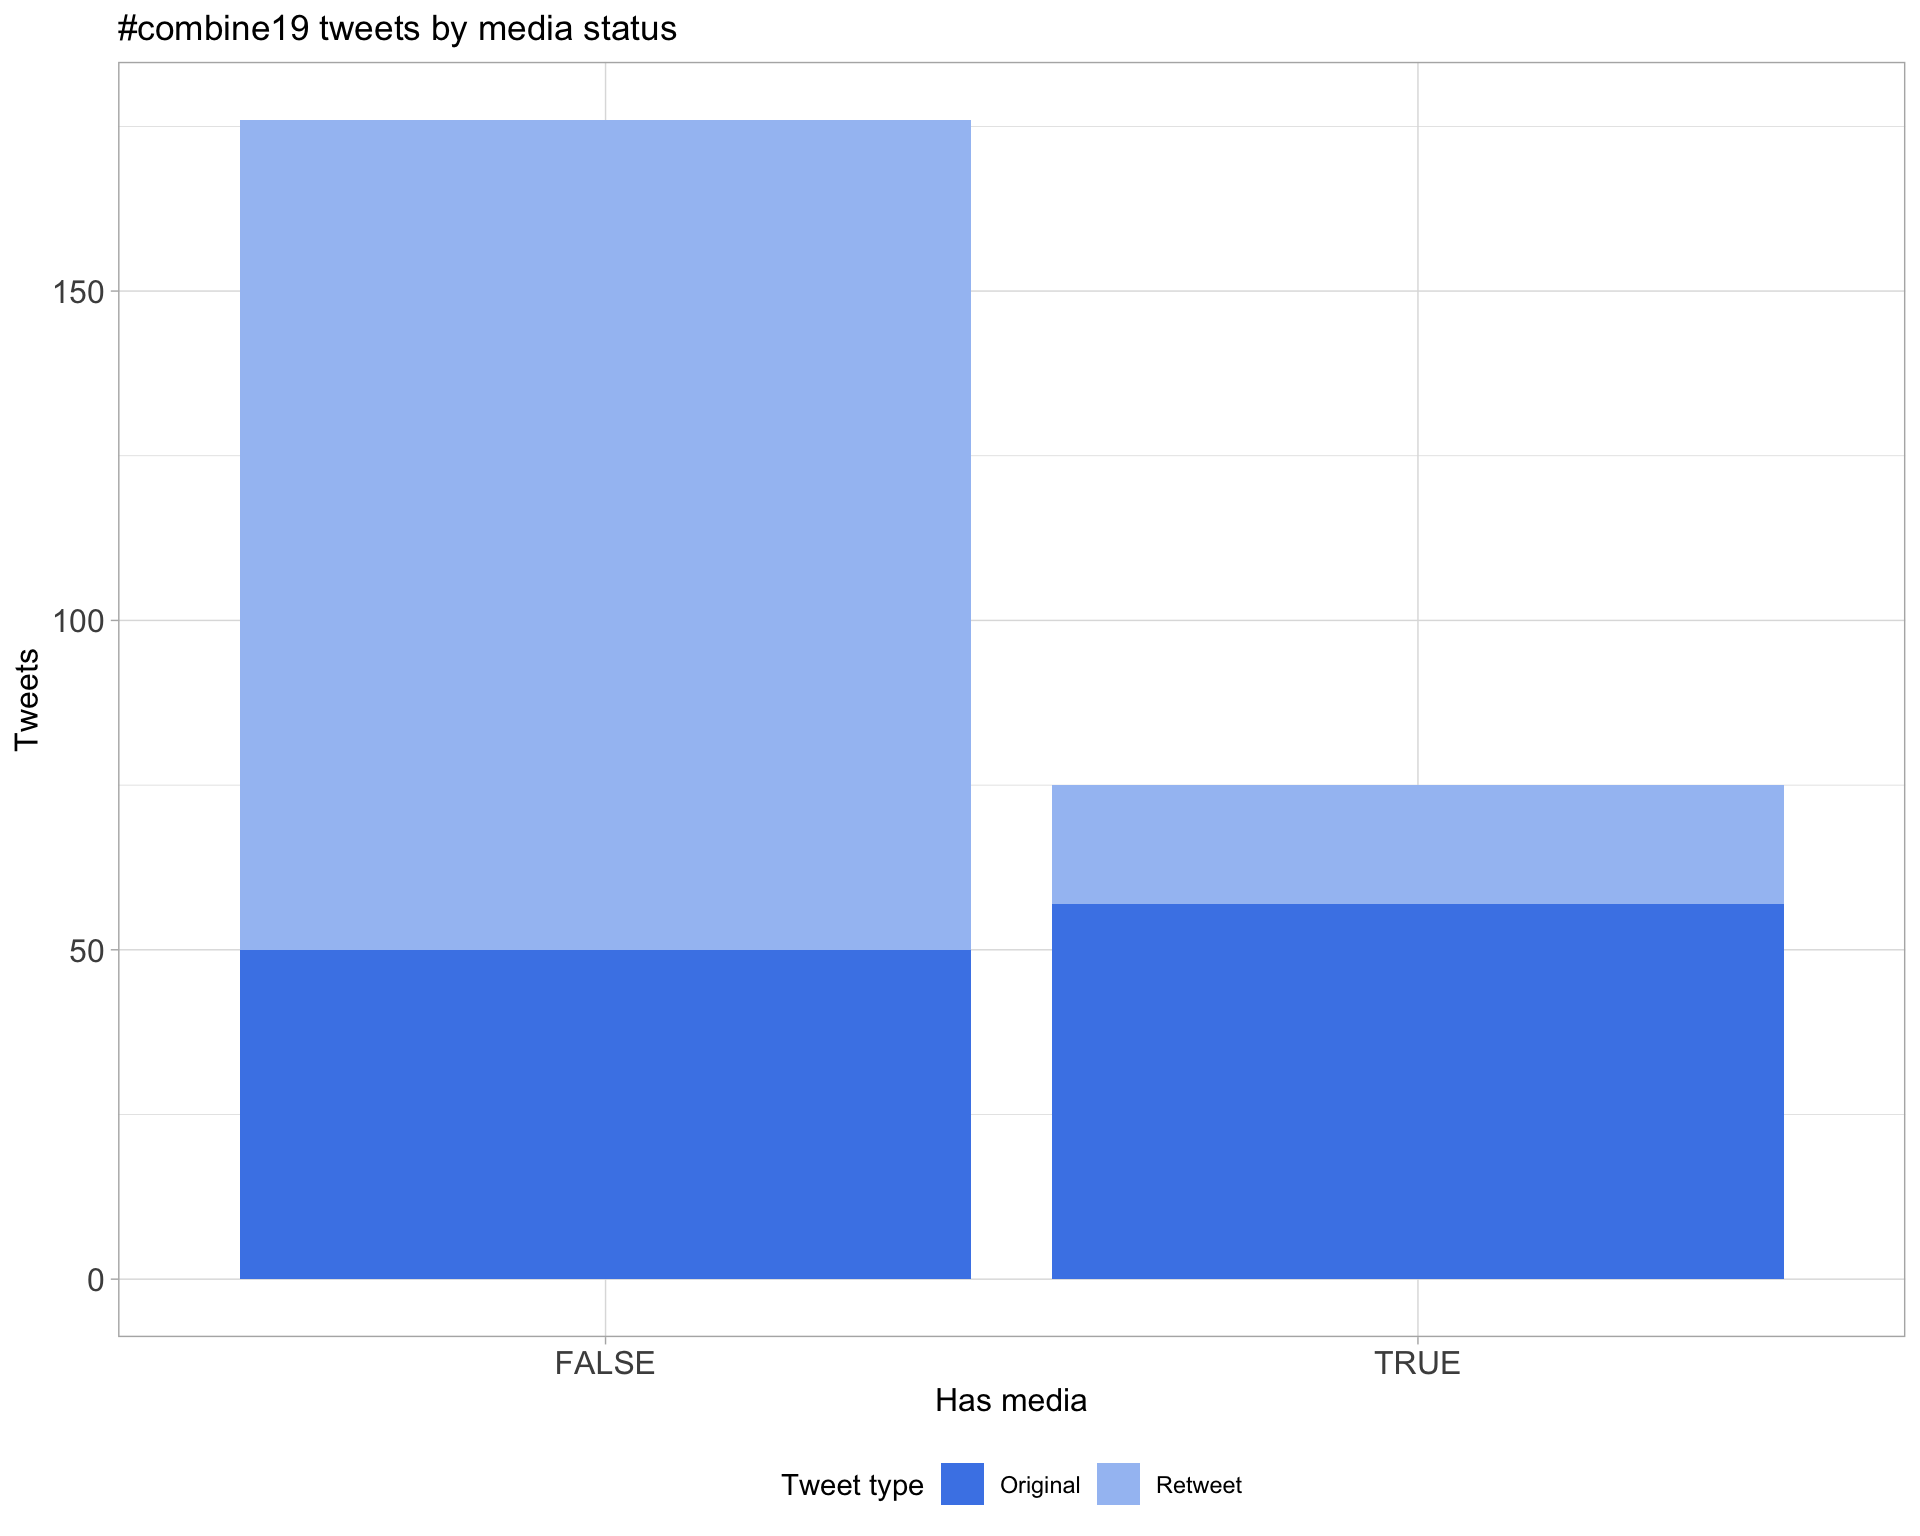 #combine19 tweets by media status
150
100
50
0
Tweets
FALSE TRUE
Has media
Tweet type Original Retweet